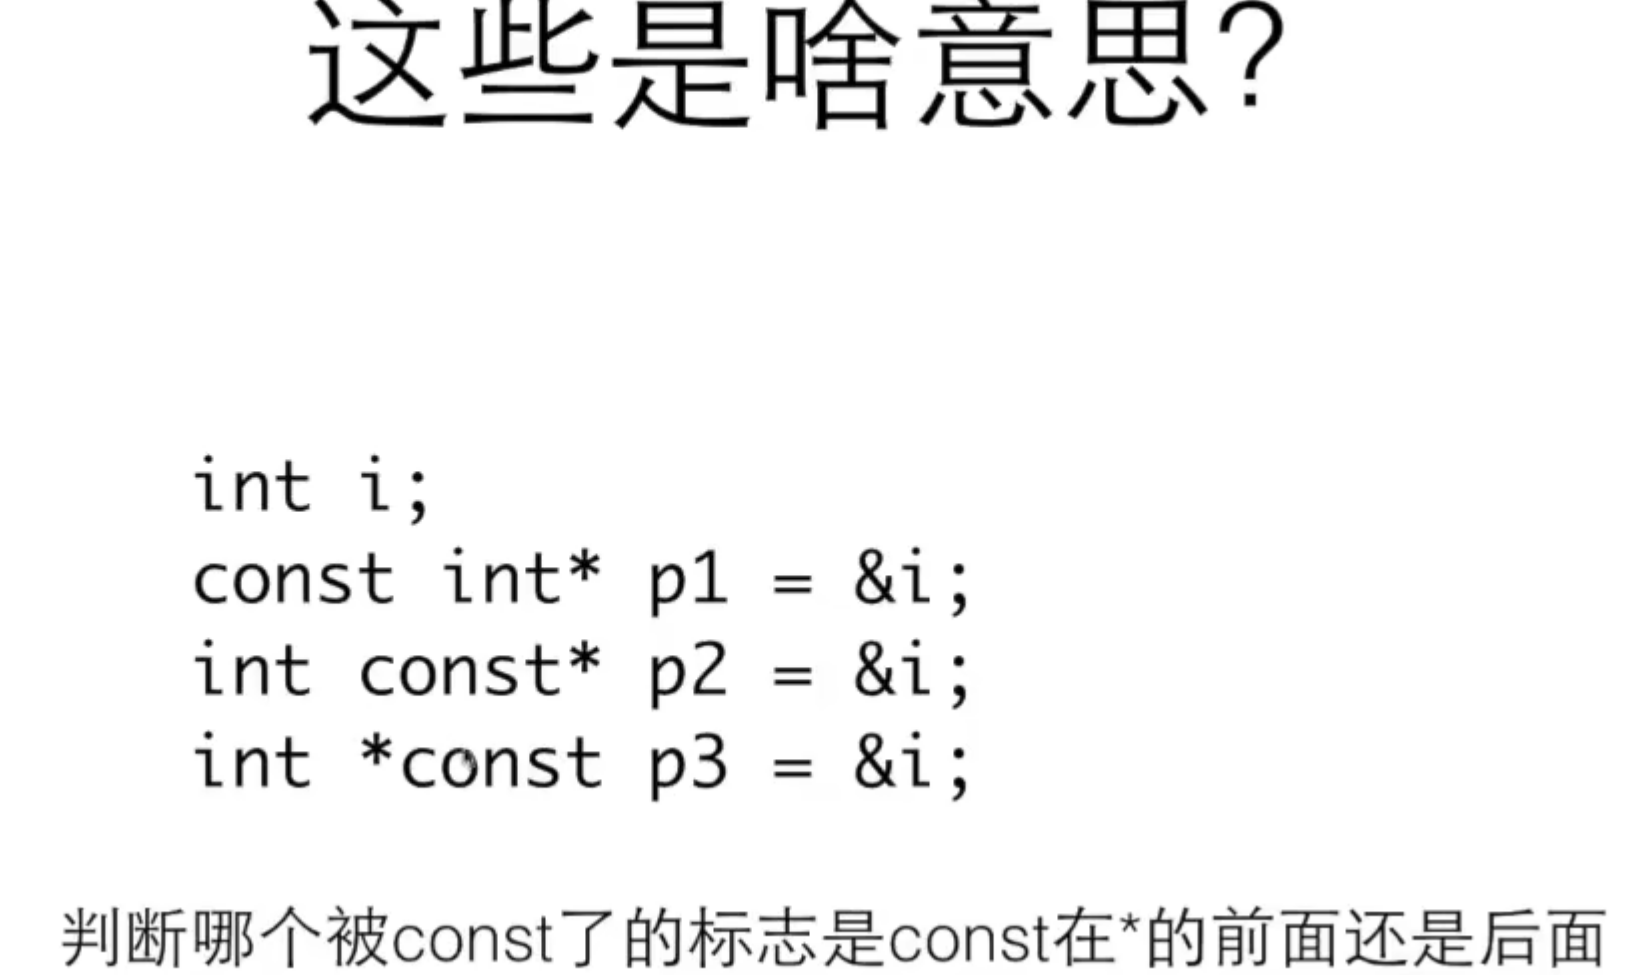 这些是啥意思?
int i;
const int* p1 = &i;
int const* p2 = &i;
int *const p3 = &i;
判断哪个被const了的标志是const在*的前面还是后面